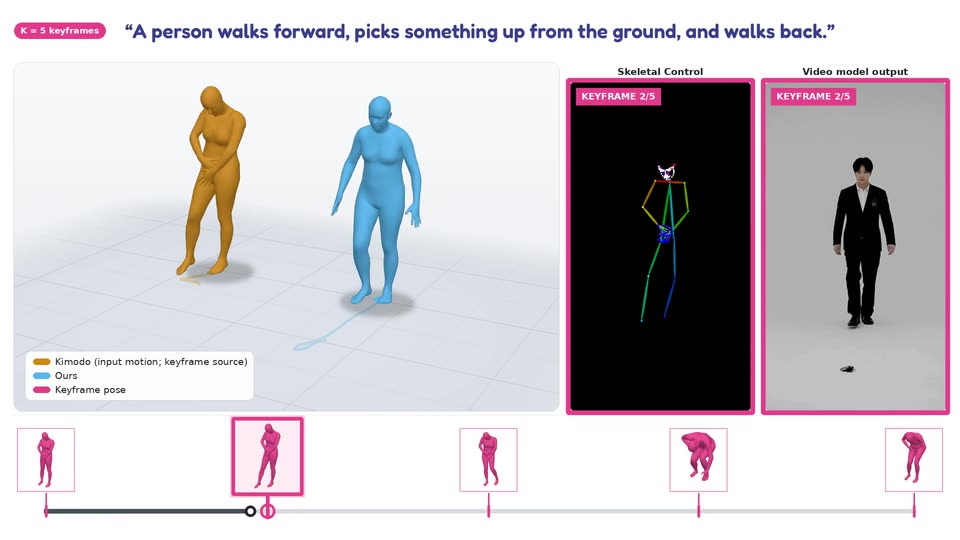 K = 5 keyframes
“A person walks forward, picks something up from the ground, and walks back.”
Skeletal Control
Video model output
KEYFRAME 2/5
KEYFRAME 2/5
Kimodo (input motion; keyframe source)
Ours
Keyframe pose